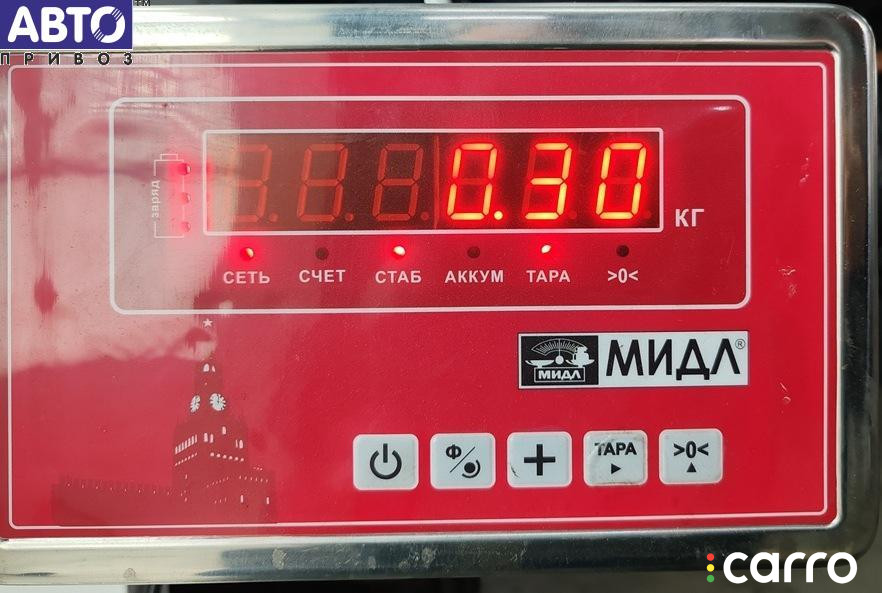 АВТО
ПРИВОЗ
заряд
0.30 КГ
СЕТЬ СЧЕТ СТАБ АККУМ ТАРА >0<
МИДЛ МИДЛ®
Ф ТАРА >0<
carro